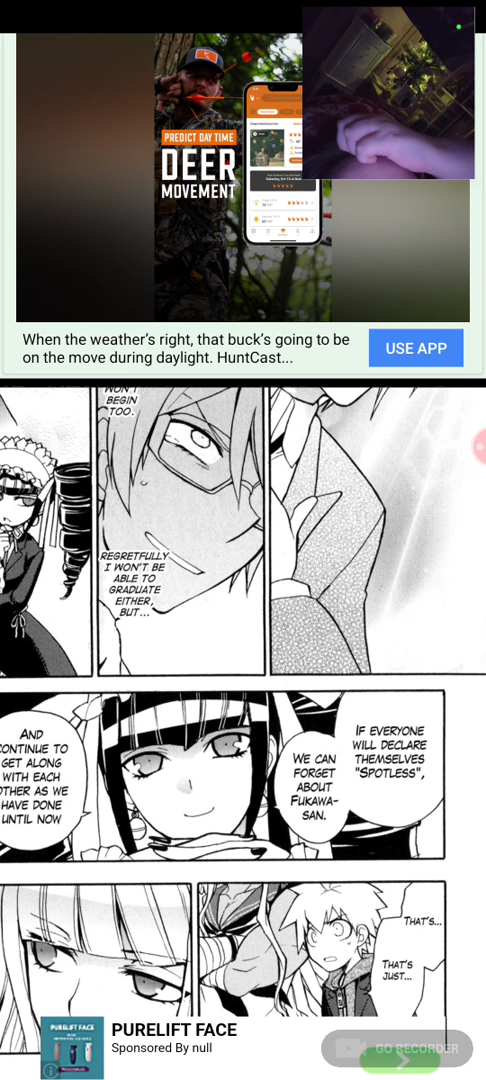 PREDICT DAY TIME
DEER
MOVEMENT
When the weather's right, that buck's going to be
on the move during daylight. HuntCast...
USE APP
WON'T
BEGIN
TOO.
REGRETFULLY
I WON'T BE
ABLE TO
GRADUATE
EITHER,
BUT...
IF EVERYONE
WILL DECLARE
THEMSELVES
"SPOTLESS",
WE CAN
FORGET
ABOUT
FUKAWA-
SAN.
AND
CONTINUE TO
GET ALONG
WITH EACH
OTHER AS WE
HAVE DONE
UNTIL NOW
THAT'S...
THAT'S
JUST...
PURELIFT FACE
PURELIFT FACE
Sponsored By null
GO RECORDER